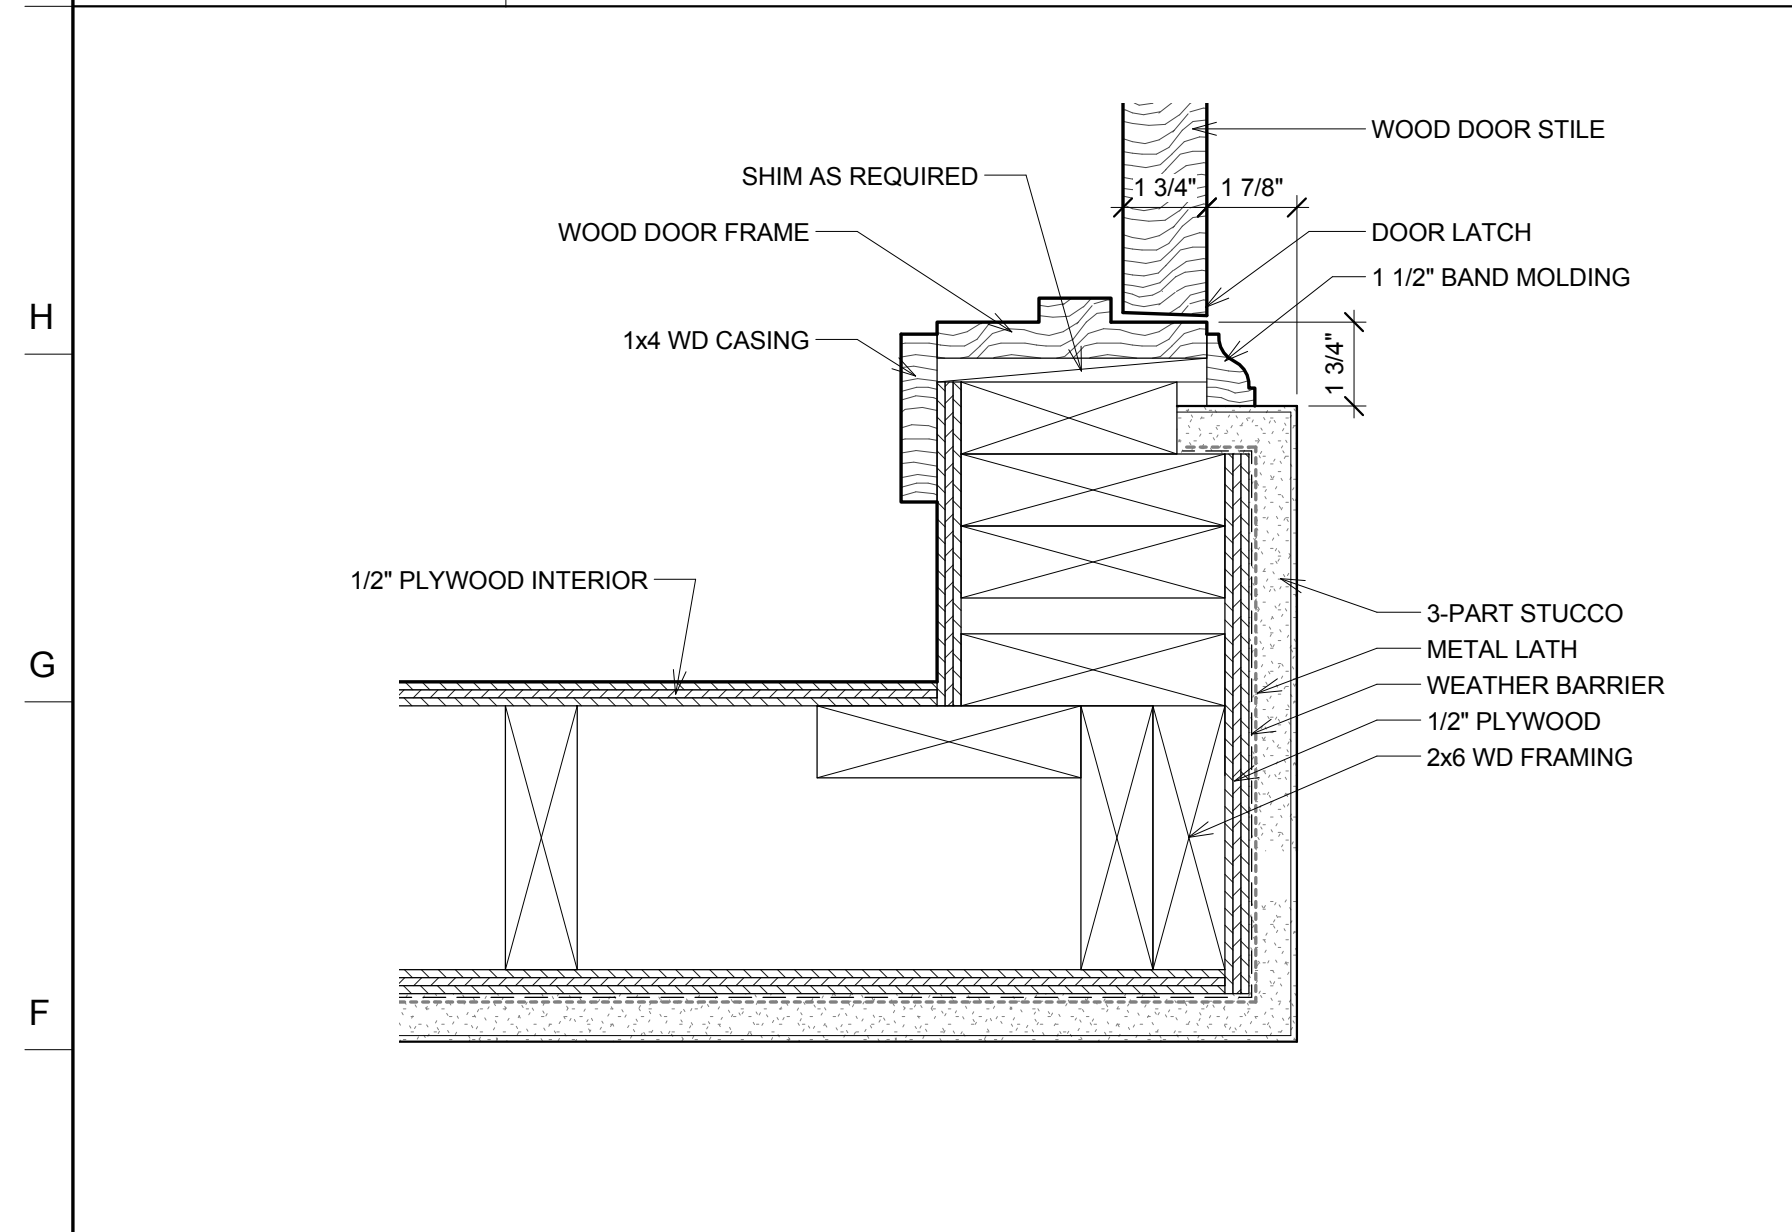 WOOD DOOR STILE
SHIM AS REQUIRED
1 3/4"
1 7/8"
WOOD DOOR FRAME
DOOR LATCH
1 1/2" BAND MOLDING
H
1x4 WD CASING
1 3/4"
1/2" PLYWOOD INTERIOR
3-PART STUCCO
METAL LATH
G
WEATHER BARRIER
1/2" PLYWOOD
2x6 WD FRAMING
F